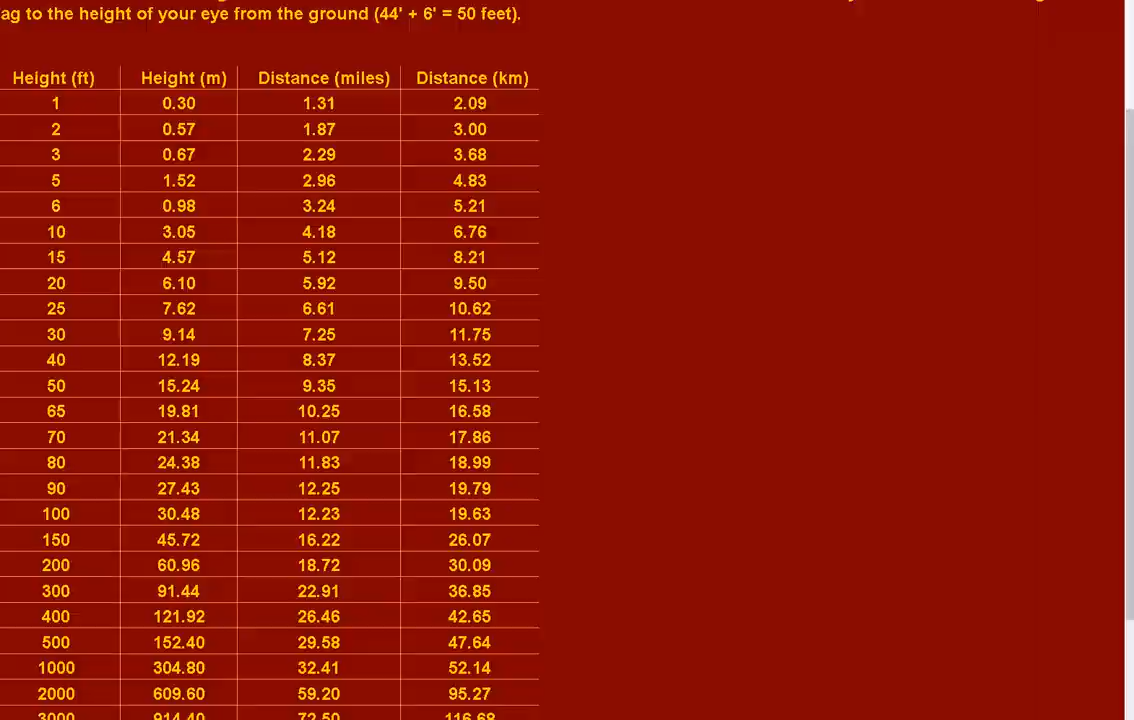 ag to the height of your eye from the ground (44' + 6' = 50 feet).
Height (ft) Height (m) Distance (miles) Distance (km)
1 0.30 1.31 2.09
2 0.57 1.87 3.00
3 0.67 2.29 3.68
5 1.52 2.96 4.83
6 0.98 3.24 5.21
10 3.05 4.18 6.76
15 4.57 5.12 8.21
20 6.10 5.92 9.50
25 7.62 6.61 10.62
30 9.14 7.25 11.75
40 12.19 8.37 13.52
50 15.24 9.35 15.13
65 19.81 10.25 16.58
70 21.34 11.07 17.86
80 24.38 11.83 18.99
90 27.43 12.25 19.79
100 30.48 12.23 19.63
150 45.72 16.22 26.07
200 60.96 18.72 30.09
300 91.44 22.91 36.85
400 121.92 26.46 42.65
500 152.40 29.58 47.64
1000 304.80 32.41 52.14
2000 609.60 59.20 95.27
3000 914.40 72.50 116.68